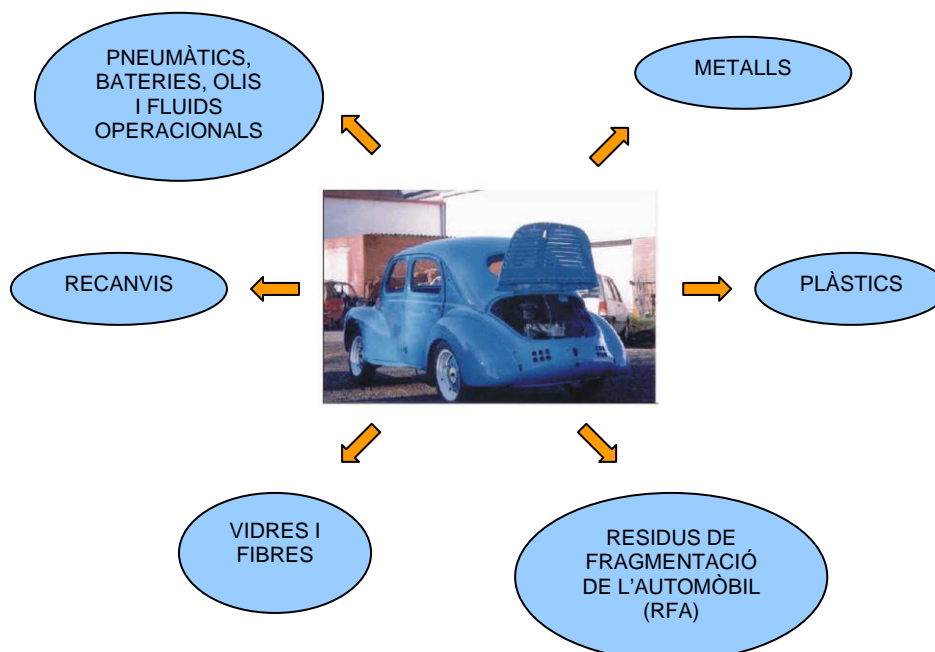 PNEUMÀTICS,
BATERIES, OLIS
I FLUIDS
OPERACIONALS
METALLS
RECANVIS
PLÀSTICS
VIDRES I
FIBRES
RESIDUS DE
FRAGMENTACIÓ
DE L'AUTOMÒBIL
(RFA)